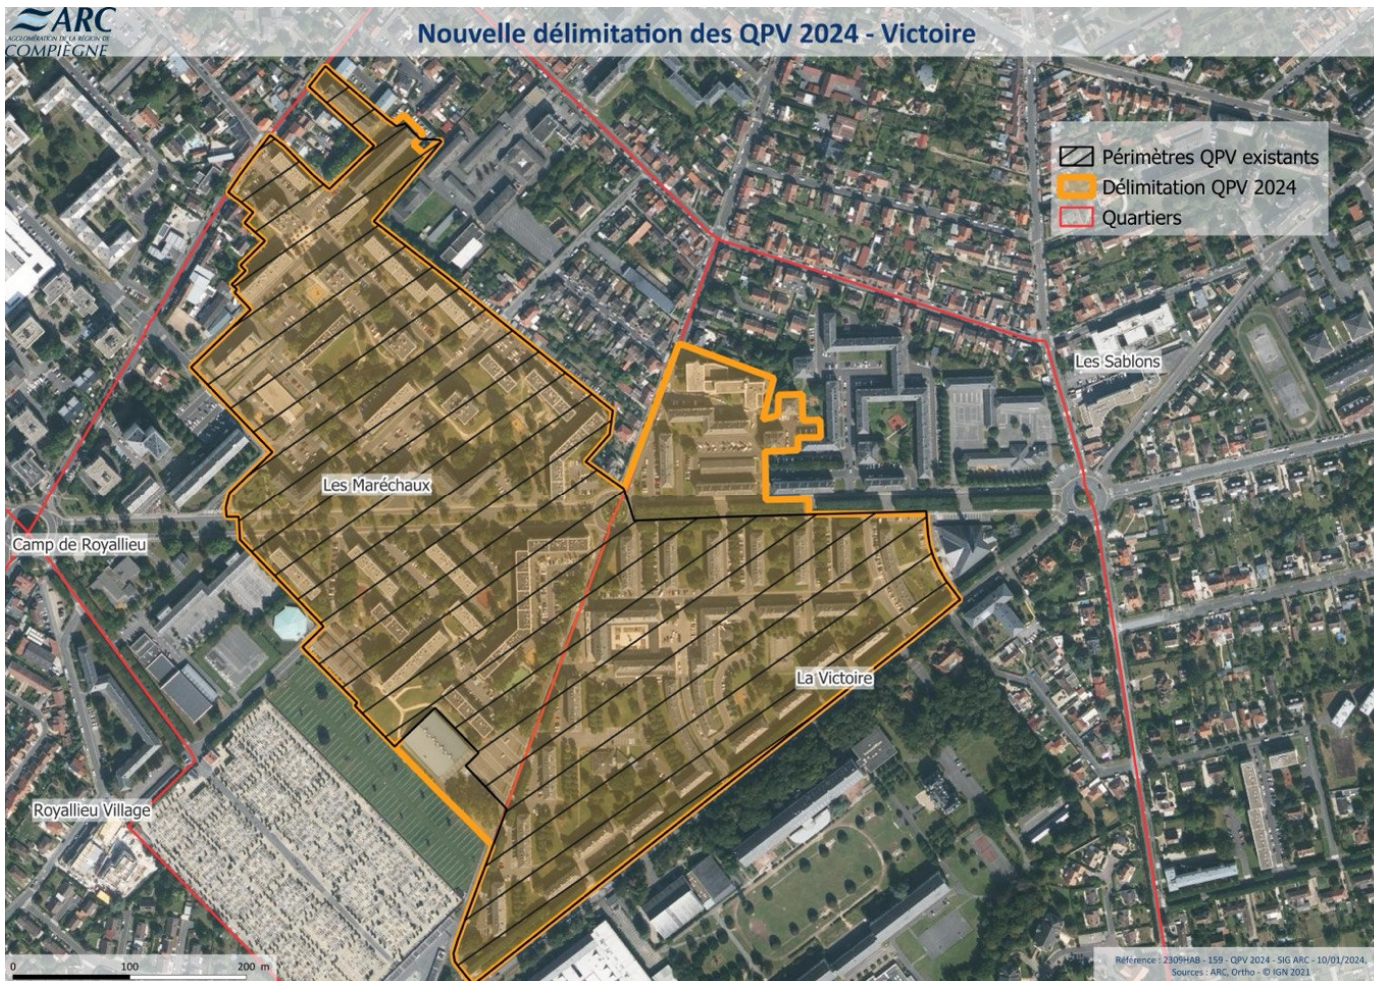 ARC
AGGLOMÉRATION DE LA RÉGION DE
COMPIÈGNE
Nouvelle délimitation des QPV 2024 - Victoire
Périmètres QPV existants
Délimitation QPV 2024
Quartiers
Les Sablons
Les Maréchaux
Camp de Royallieu
La Victoire
Royallieu Village
0 100 200 m
Référence : 2309HAB - 159 - QPV 2024 - SIG ARC - 10/01/2024.
Sources : ARC, Ortho - © IGN 2021